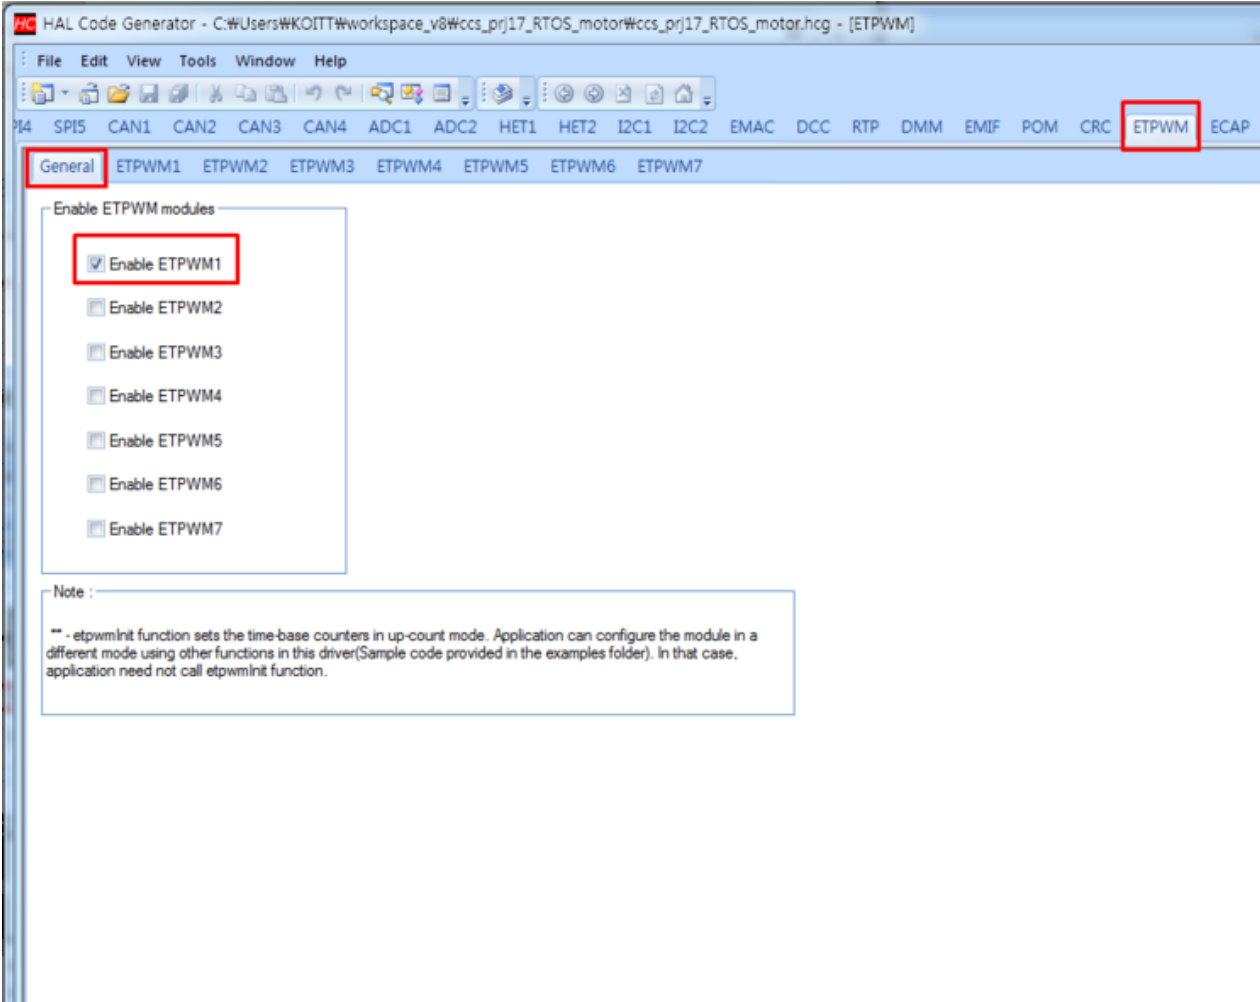 HC HAL Code Generator - C:₩Users₩KOITT₩workspace_v8₩ccs_prj17_RTOS_motor₩ccs_prj17_RTOS_motor.hcg - [ETPWM]
File Edit View Tools Window Help
PI4 SPI5 CAN1 CAN2 CAN3 CAN4 ADC1 ADC2 HET1 HET2 I2C1 I2C2 EMAC DCC RTP DMM EMIF POM CRC ETPWM ECAP
General ETPWM1 ETPWM2 ETPWM3 ETPWM4 ETPWM5 ETPWM6 ETPWM7
Enable ETPWM modules
Enable ETPWM1
Enable ETPWM2
Enable ETPWM3
Enable ETPWM4
Enable ETPWM5
Enable ETPWM6
Enable ETPWM7
Note :
** - etpwmInit function sets the time-base counters in up-count mode. Application can configure the module in a
different mode using other functions in this driver(Sample code provided in the examples folder). In that case,
application need not call etpwmInit function.